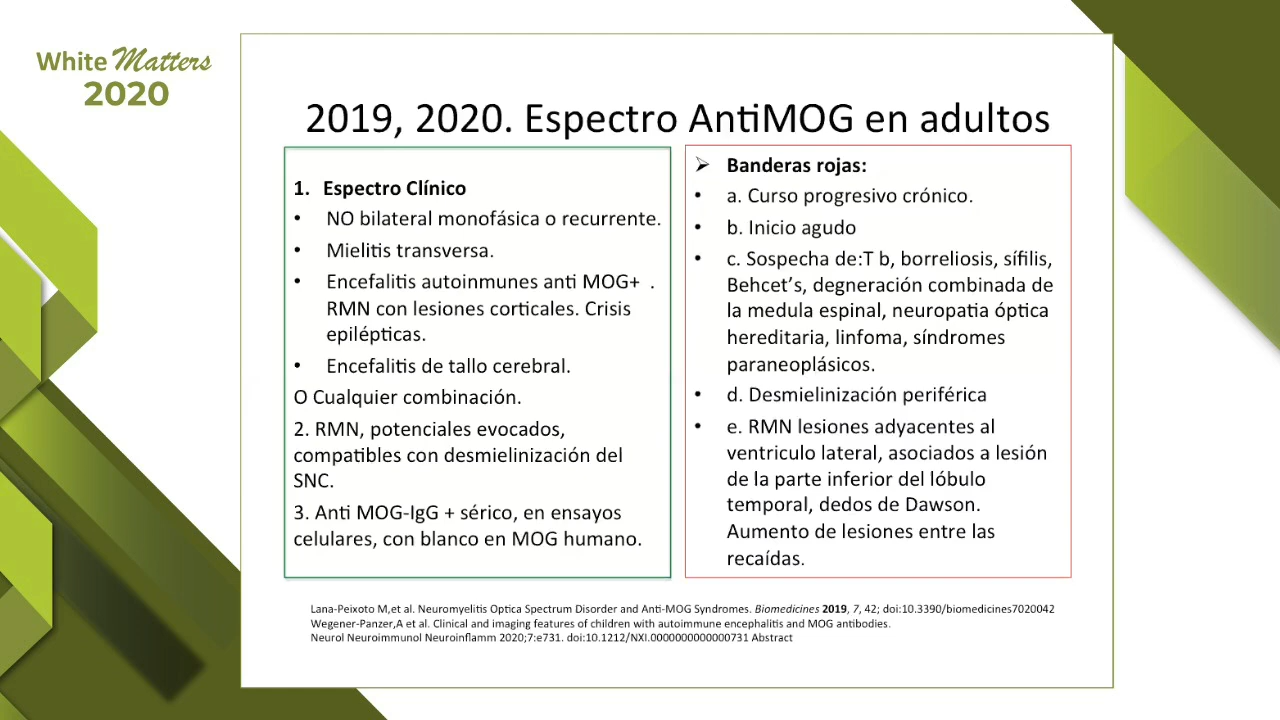 White Matters
2020
2019, 2020. Espectro AntiMOG en adultos
1. Espectro Clínico
• NO bilateral monofásica o recurrente.
• Mielitis transversa.
• Encefalitis autoinmunes anti MOG+ .
RMN con lesiones corticales. Crisis
epilépticas.
• Encefalitis de tallo cerebral.
O Cualquier combinación.
2. RMN, potenciales evocados,
compatibles con desmielinización del
SNC.
3. Anti MOG-IgG + sérico, en ensayos
celulares, con blanco en MOG humano.
➢ Banderas rojas:
• a. Curso progresivo crónico.
• b. Inicio agudo
• c. Sospecha de:T b, borreliosis, sífilis,
Behcet’s, degneración combinada de
la medula espinal, neuropatia óptica
hereditaria, linfoma, síndromes
paraneoplásicos.
• d. Desmielinización periférica
• e. RMN lesiones adyacentes al
ventriculo lateral, asociados a lesión
de la parte inferior del lóbulo
temporal, dedos de Dawson.
Aumento de lesiones entre las
recaídas.
Lana-Peixoto M,et al. Neuromyelitis Optica Spectrum Disorder and Anti-MOG Syndromes. Biomedicines 2019, 7, 42; doi:10.3390/biomedicines7020042
Wegener-Panzer,A et al. Clinical and imaging features of children with autoimmune encephalitis and MOG antibodies.
Neurol Neuroimmunol Neuroinflamm 2020;7:e731. doi:10.1212/NXI.0000000000000731 Abstract